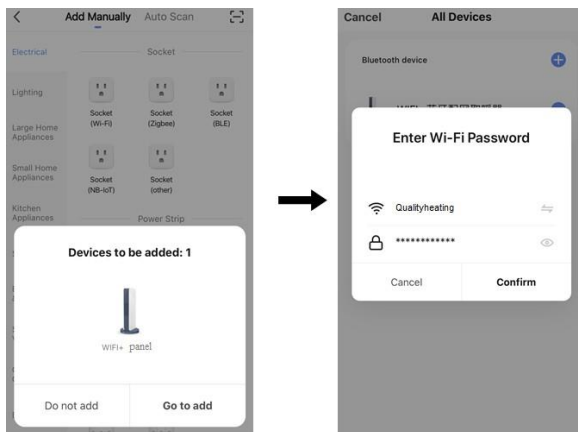 Add Manually
Auto Scan
Electrical
Socket
Lighting
Socket
(Wi-Fi)
Socket
(Zigbee)
Socket
(BLE)
Large Home
Appliances
Small Home
Appliances
Socket
(NB-IoT)
Socket
(other)
Kitchen
Appliances
Power Strip
Devices to be added: 1
WIFI+ panel
Do not add
Go to add
Cancel
All Devices
Bluetooth device
Enter Wi-Fi Password
Qualityheating
************
Cancel
Confirm